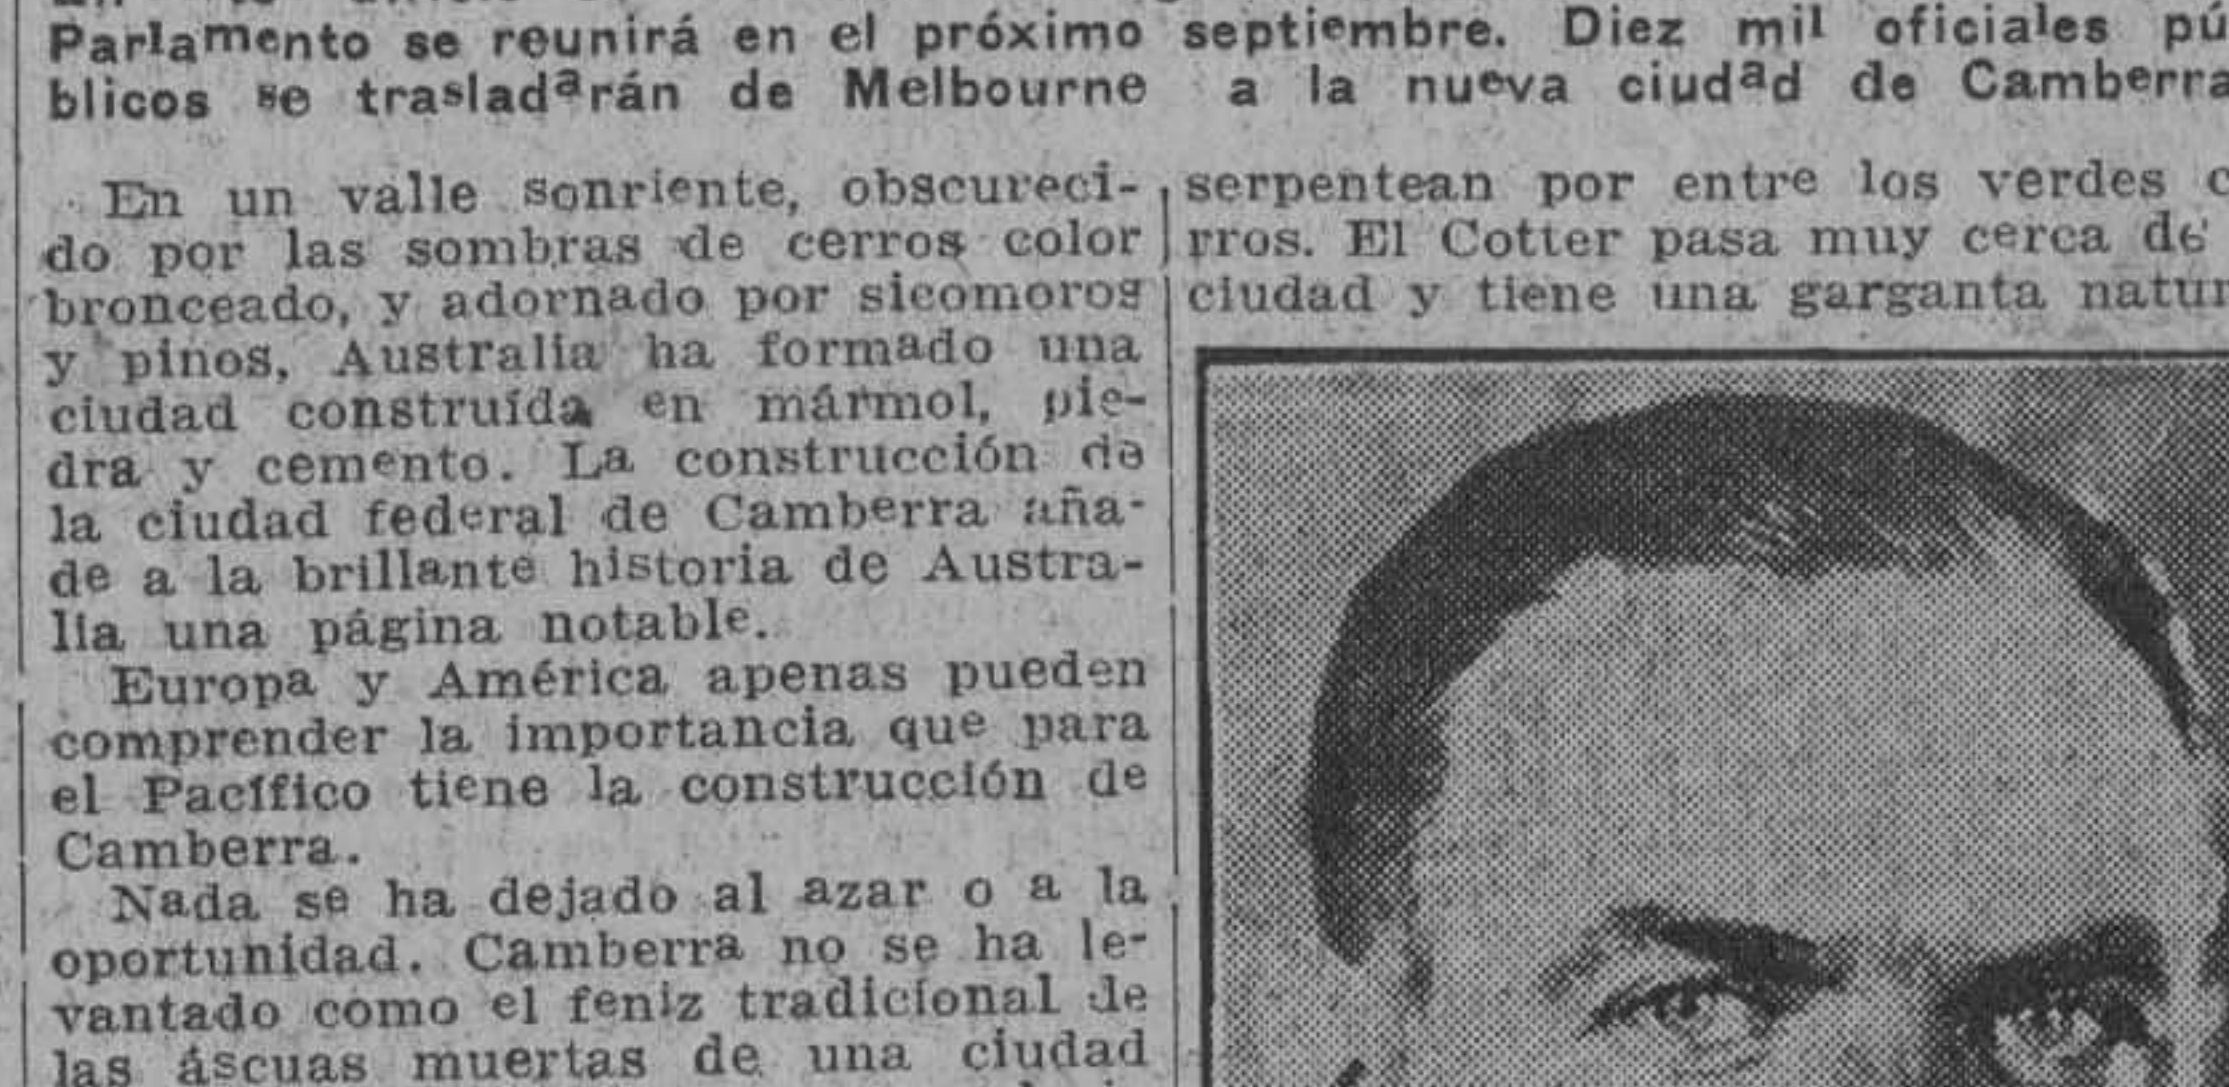 Parlamento se reunirá en el próximo septiembre. Diez mil oficiales pú
blicos se trasladarán de Melbourne a la nueva ciudad de Camberra
En un valle sonriente, obscureci-
do por las sombras de cerros color
bronceado, y adornado por sicomoros
y pinos, Australia ha formado una
ciudad construída en mármol, pie-
dra y cemento. La construcción de
la ciudad federal de Camberra aña-
de a la brillante historia de Austra-
lia una página notable.
Europa y América apenas pueden
comprender la importancia que para
el Pacífico tiene la construcción de
Camberra.
Nada se ha dejado al azar o a la
oportunidad. Camberra no se ha le-
vantado como el feniz tradicional de
las áscuas muertas de una ciudad
serpentean por entre los verdes c
rros. El Cotter pasa muy cerca de
ciudad y tiene una garganta natur